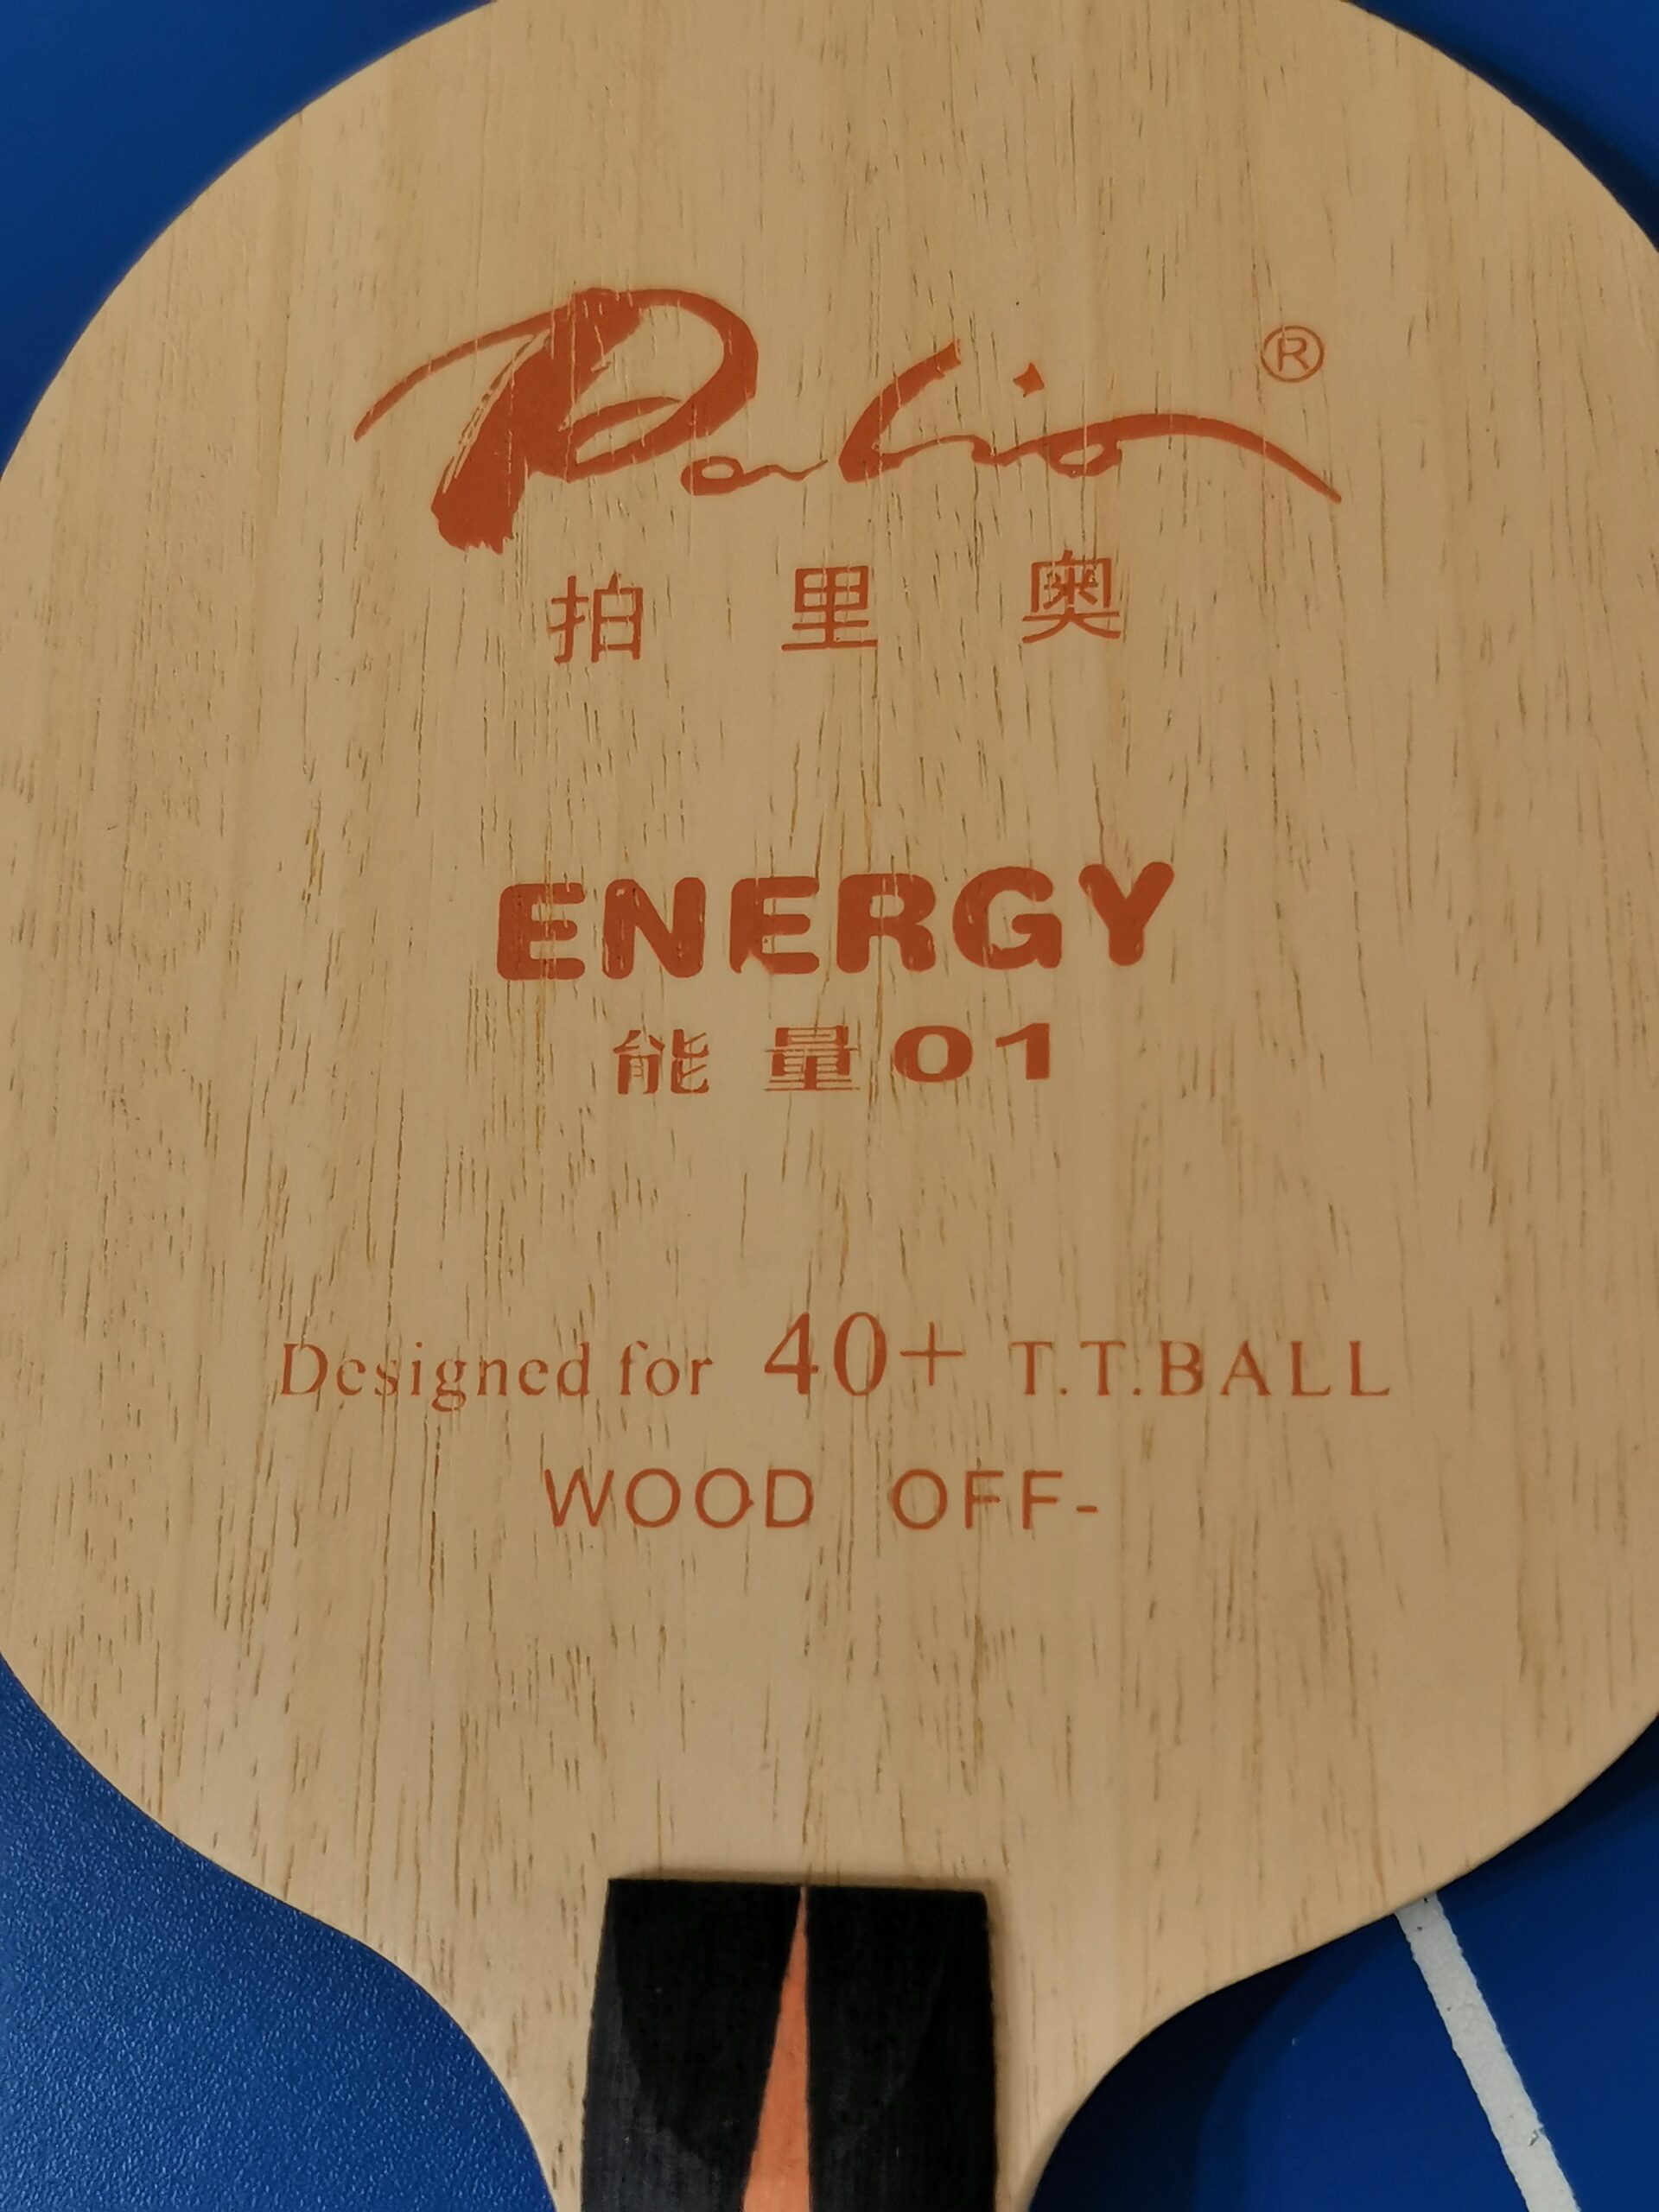 Palio ®
拍里奥
ENERGY
能量01
Designed for 40+ T.T.BALL
WOOD OFF-